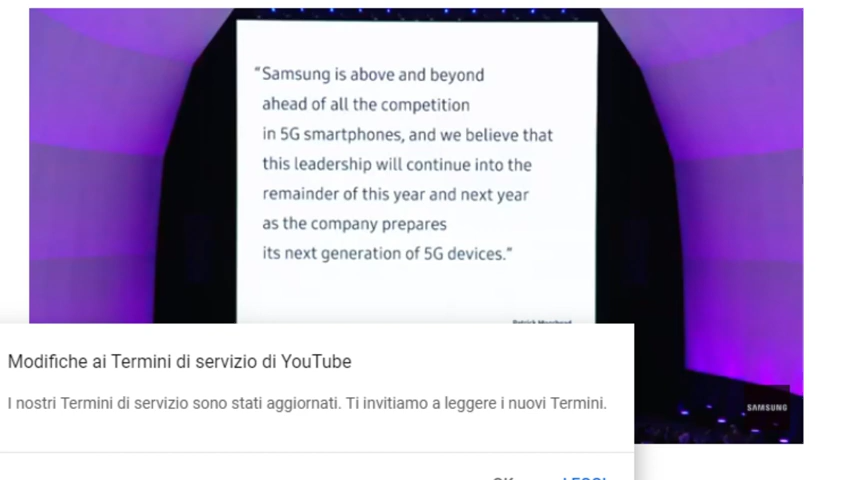 “Samsung is above and beyond
ahead of all the competition
in 5G smartphones, and we believe that
this leadership will continue into the
remainder of this year and next year
as the company prepares
its next generation of 5G devices.”
Modifiche ai Termini di servizio di YouTube
I nostri Termini di servizio sono stati aggiornati. Ti invitiamo a leggere i nuovi Termini.
SAMSUNG